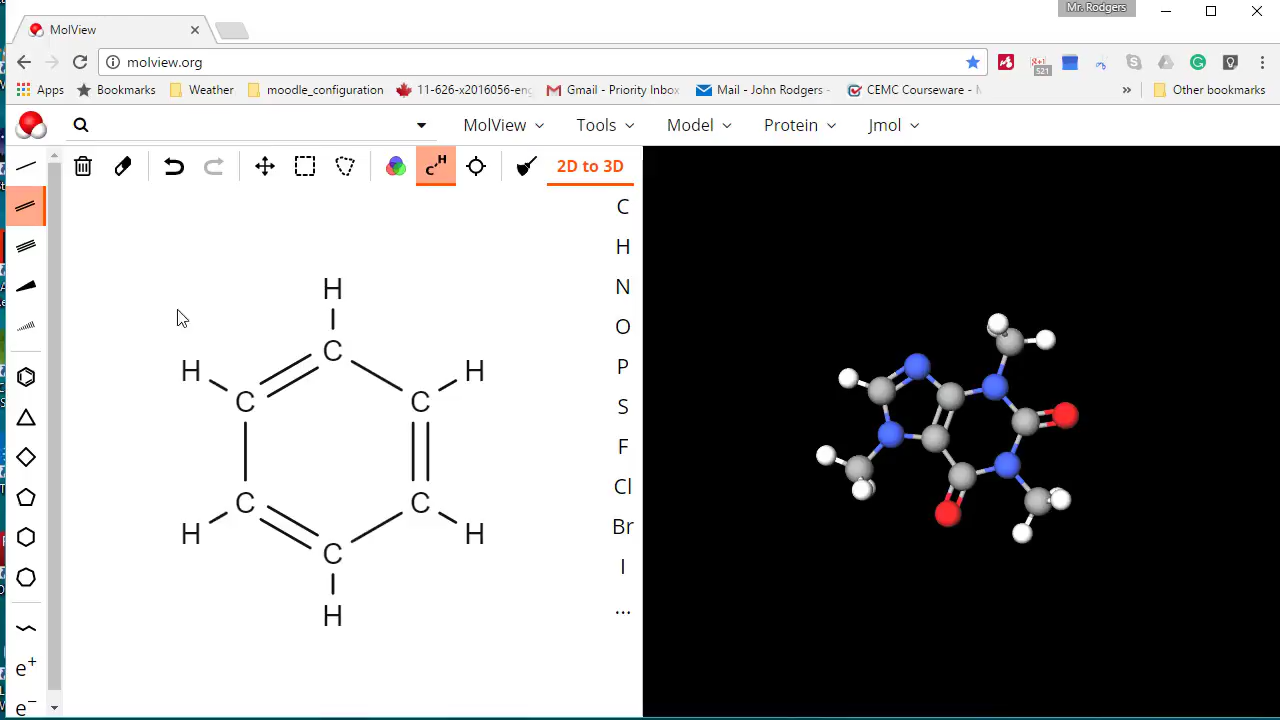 Mr. Rodgers
MolView
molview.org
521
Apps Bookmarks Weather moodle_configuration 11-626-x2016056-eng Gmail - Priority Inbox Mail - John Rodgers - CEMC Courseware - » Other bookmarks
MolView Tools Model Protein Jmol
C H 2D to 3D
C
H
N
O
P
S
F
Cl
Br
I
...
H
C
H C C H
H C C H
C
H
e+
e−